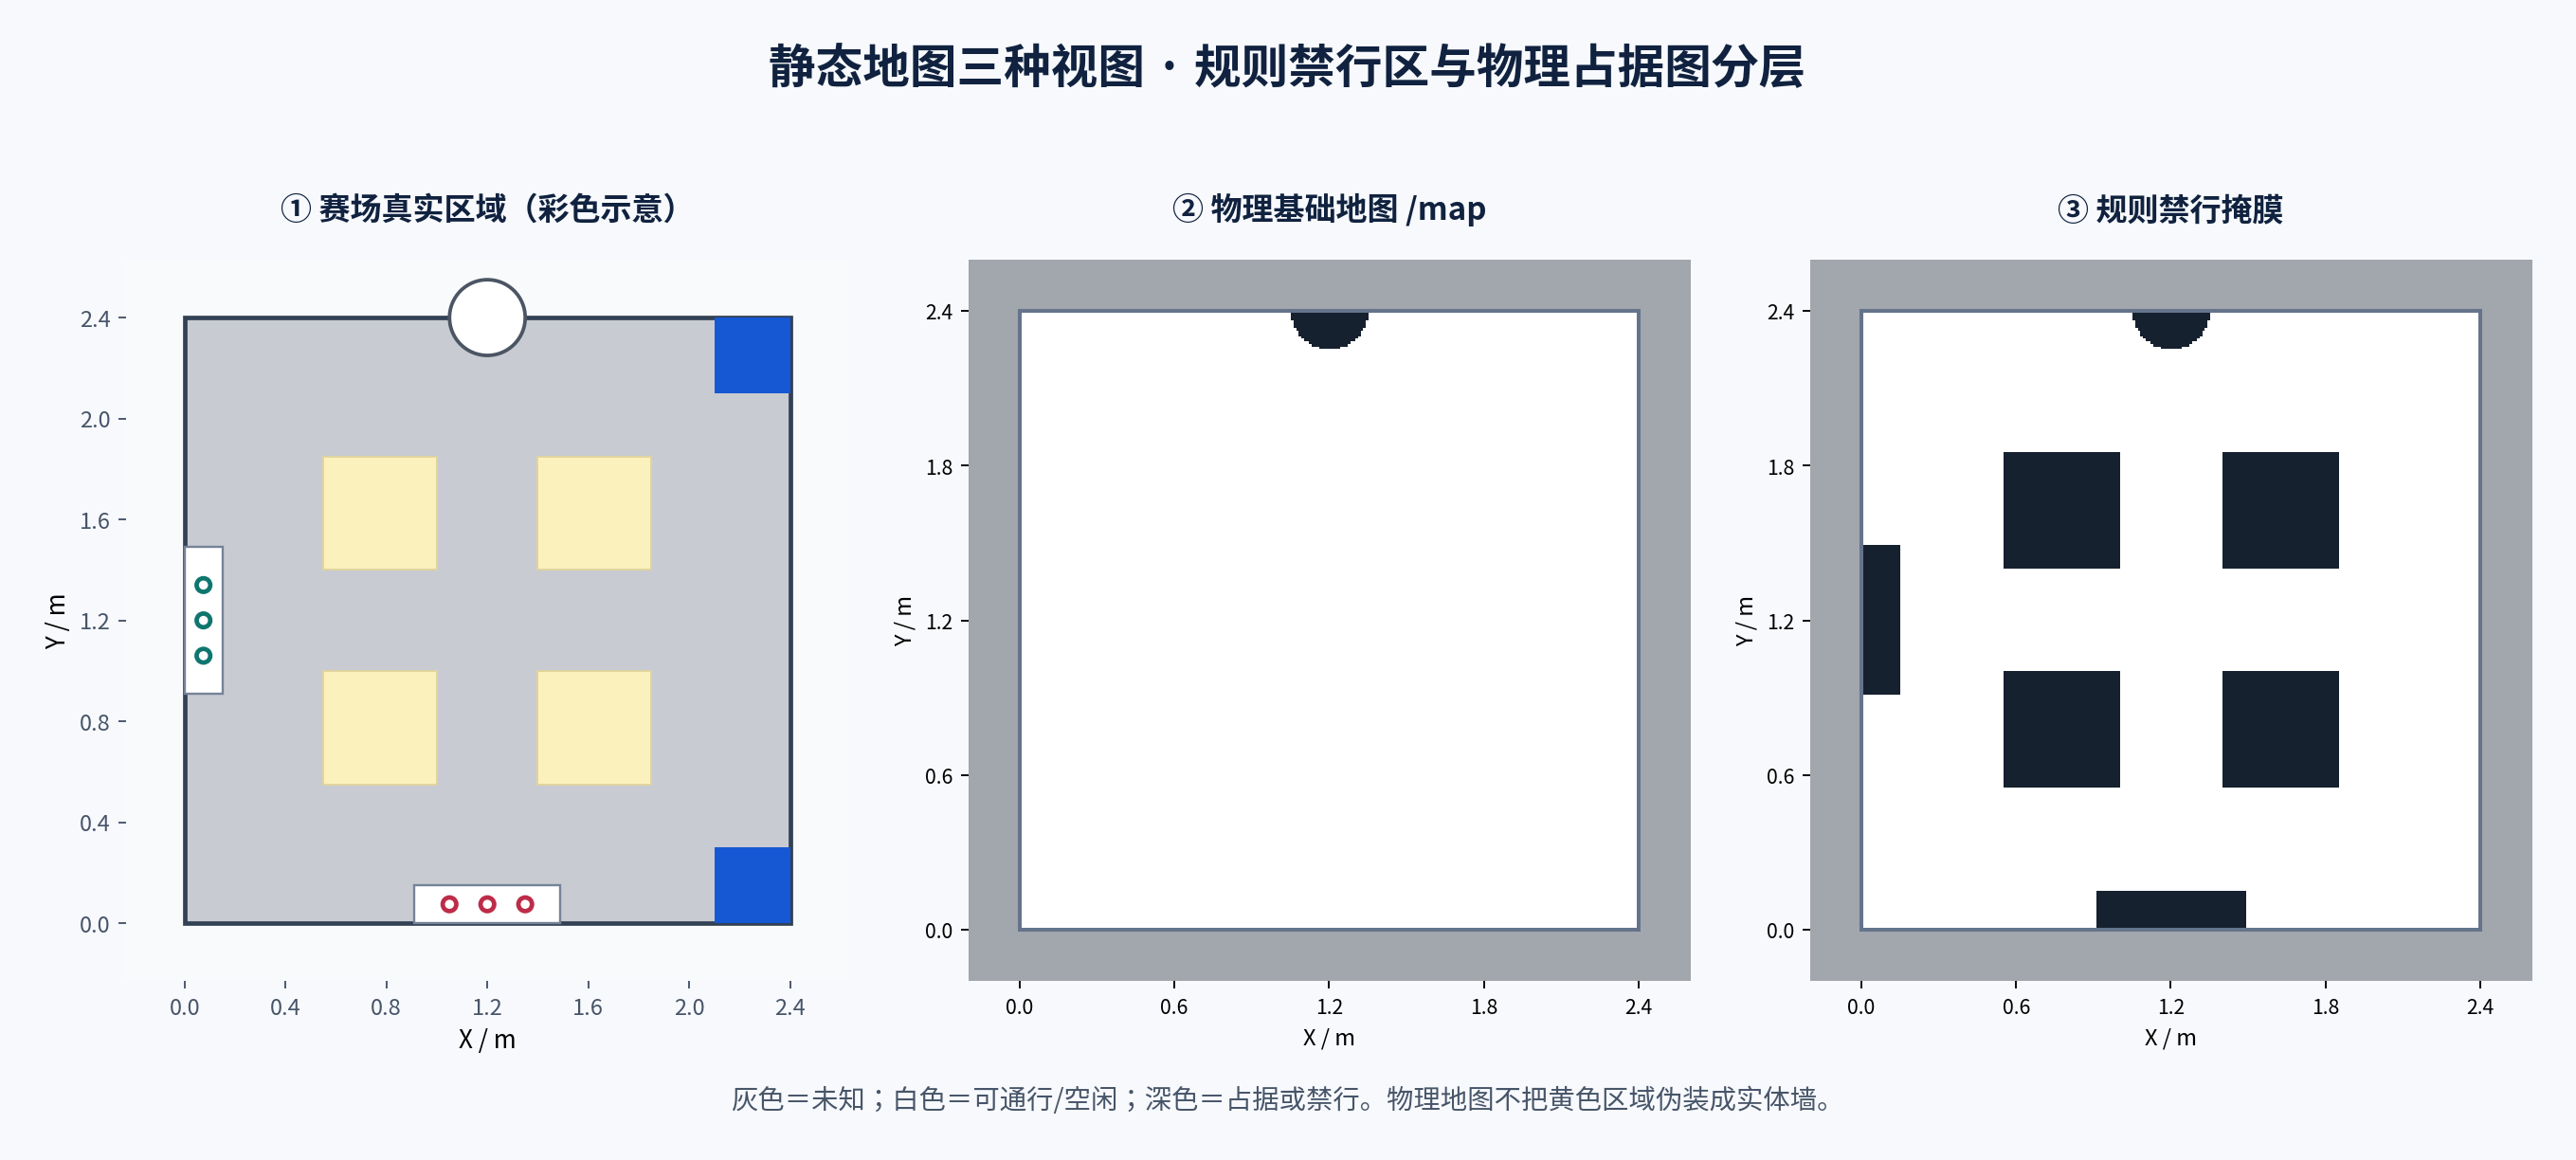 静态地图三种视图 · 规则禁行区与物理占据图分层
① 赛场真实区域（彩色示意）
2.4
2.0
1.6
1.2
0.8
0.4
0.0
Y / m
0.0 0.4 0.8 1.2 1.6 2.0 2.4
X / m
② 物理基础地图 /map
2.4
1.8
1.2
0.6
0.0
Y / m
0.0 0.6 1.2 1.8 2.4
X / m
③ 规则禁行掩膜
2.4
1.8
1.2
0.6
0.0
Y / m
0.0 0.6 1.2 1.8 2.4
X / m
灰色＝未知；白色＝可通行/空闲；深色＝占据或禁行。物理地图不把黄色区域伪装成实体墙。